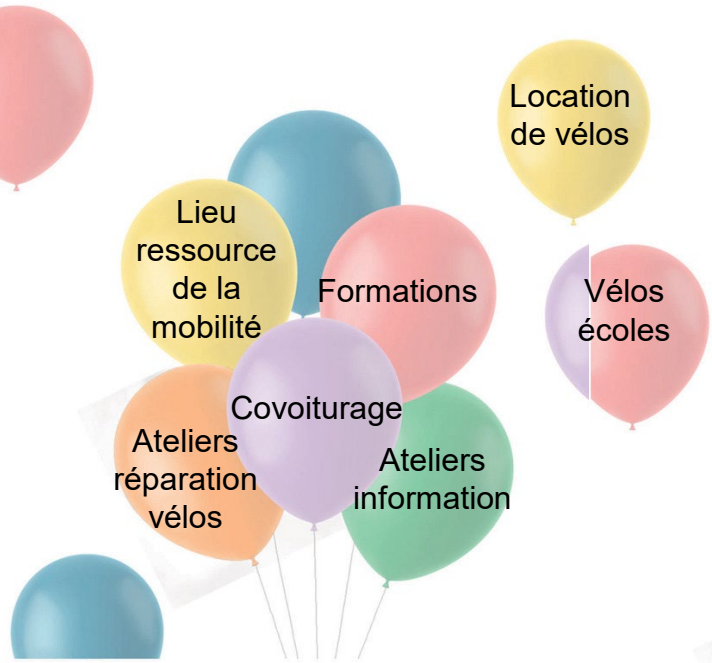 Location
de vélos
Lieu
ressource
de la
mobilité
Formations
Vélos
écoles
Covoiturage
Ateliers
réparation
vélos
Ateliers
information